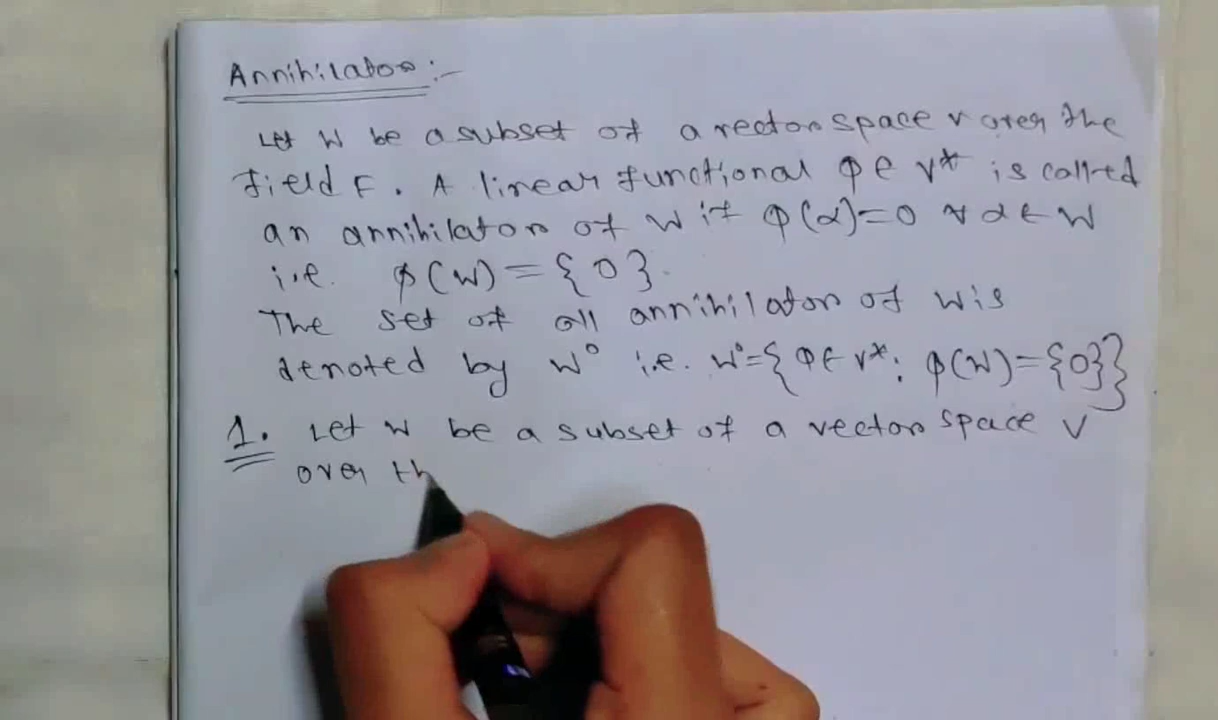 Annihilator :-
Let W be a subset of a vector space V over the
field F. A linear functional φ ∈ V* is called
an annihilator of W if φ(α)=0 ∀ α ∈ W
i.e. φ(W) = {0}.
The set of all annihilator of W is
denoted by W° i.e. W°={φ ∈ V*: φ(W)={0}}
1. Let W be a subset of a vector space V
over th